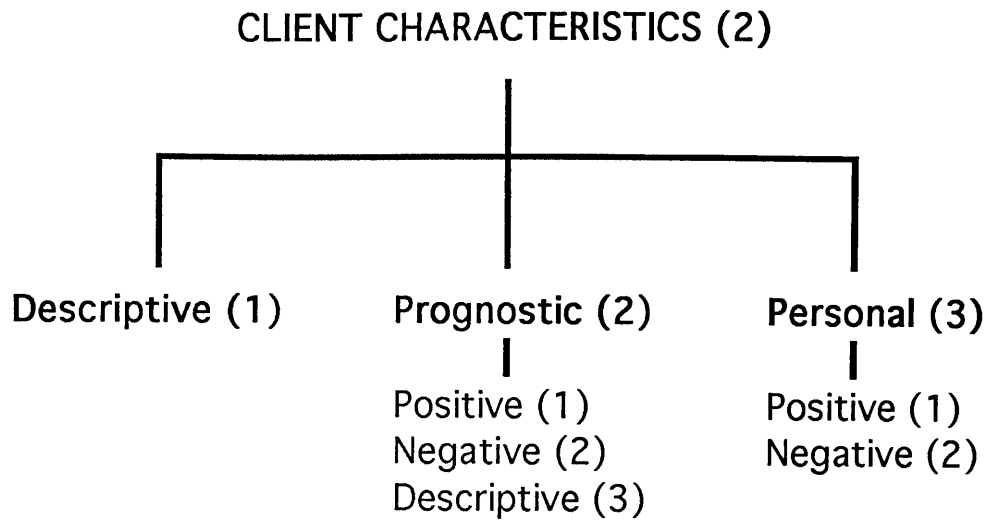 CLIENT CHARACTERISTICS (2)
Descriptive (1)
Prognostic (2)
Personal (3)
Positive (1)
Negative (2)
Descriptive (3)
Positive (1)
Negative (2)